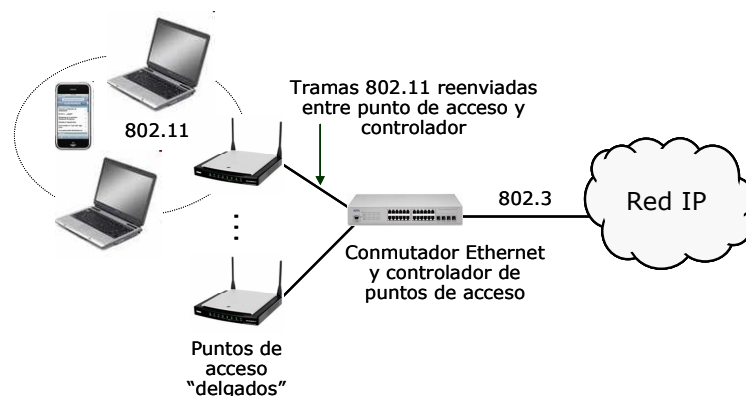 Tramas 802.11 reenviadas
entre punto de acceso y
controlador
802.11
802.3
Red IP
Conmutador Ethernet
y controlador de
puntos de acceso
Puntos de
acceso
“delgados”